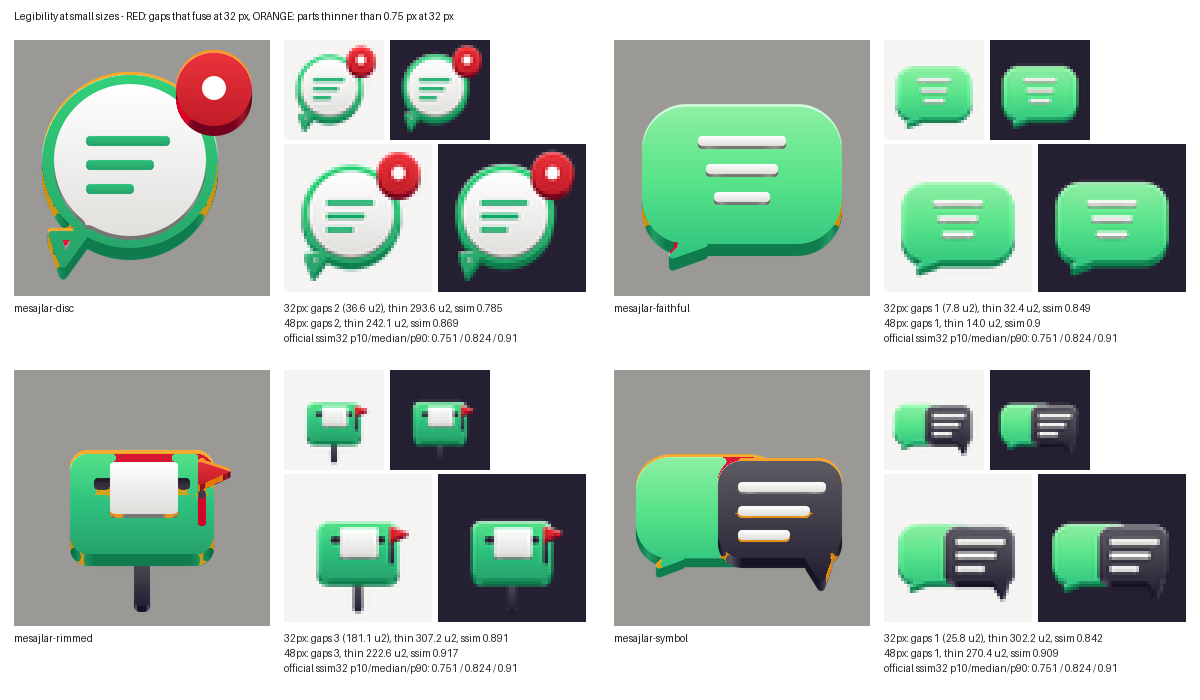 Legibility at small sizes - RED: gaps that fuse at 32 px, ORANGE: parts thinner than 0.75 px at 32 px
mesajlar-disc
32px: gaps 2 (36.6 u2), thin 293.6 u2, ssim 0.785
48px: gaps 2, thin 242.1 u2, ssim 0.869
official ssim32 p10/median/p90: 0.751 / 0.824 / 0.91
mesajlar-faithful
32px: gaps 1 (7.8 u2), thin 32.4 u2, ssim 0.849
48px: gaps 1, thin 14.0 u2, ssim 0.9
official ssim32 p10/median/p90: 0.751 / 0.824 / 0.91
mesajlar-rimmed
32px: gaps 3 (181.1 u2), thin 307.2 u2, ssim 0.891
48px: gaps 3, thin 222.6 u2, ssim 0.917
official ssim32 p10/median/p90: 0.751 / 0.824 / 0.91
mesajlar-symbol
32px: gaps 1 (25.8 u2), thin 302.2 u2, ssim 0.842
48px: gaps 1, thin 270.4 u2, ssim 0.909
official ssim32 p10/median/p90: 0.751 / 0.824 / 0.91